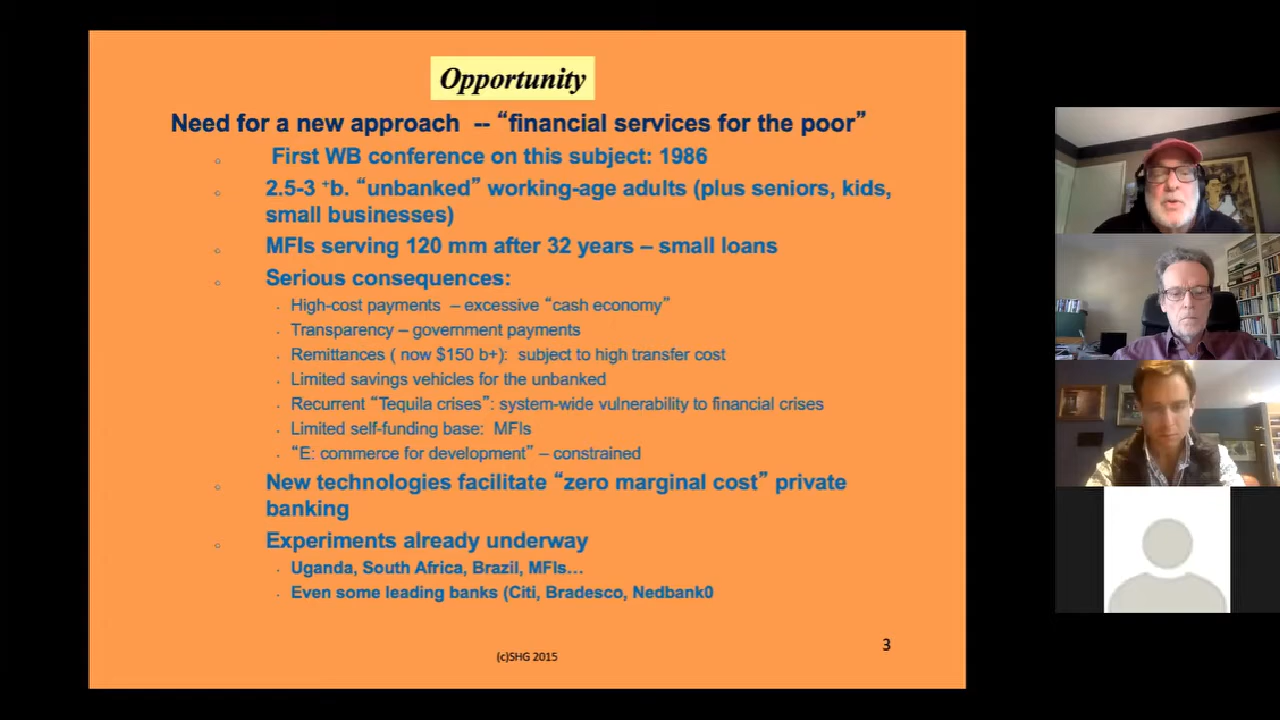 Opportunity
Need for a new approach -- “financial services for the poor”
First WB conference on this subject: 1986
2.5-3 +b. “unbanked” working-age adults (plus seniors, kids,
small businesses)
MFIs serving 120 mm after 32 years – small loans
Serious consequences:
High-cost payments – excessive “cash economy”
Transparency – government payments
Remittances ( now $150 b+): subject to high transfer cost
Limited savings vehicles for the unbanked
Recurrent “Tequila crises”: system-wide vulnerability to financial crises
Limited self-funding base: MFIs
“E: commerce for development” – constrained
New technologies facilitate “zero marginal cost” private
banking
Experiments already underway
Uganda, South Africa, Brazil, MFIs…
Even some leading banks (Citi, Bradesco, Nedbank0
3
(c)SHG 2015